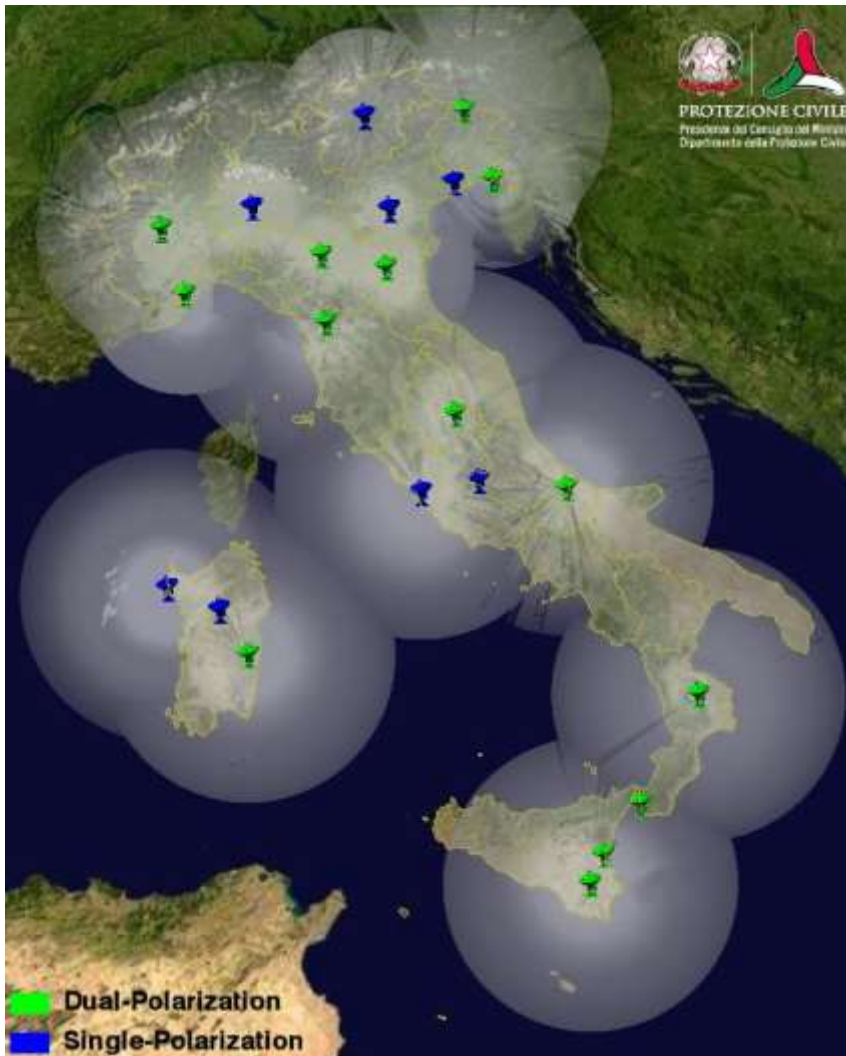 PROTEZIONE CIVILE
Presidenza del Consiglio dei Ministri
Dipartimento della Protezione Civile
Dual-Polarization
Single-Polarization